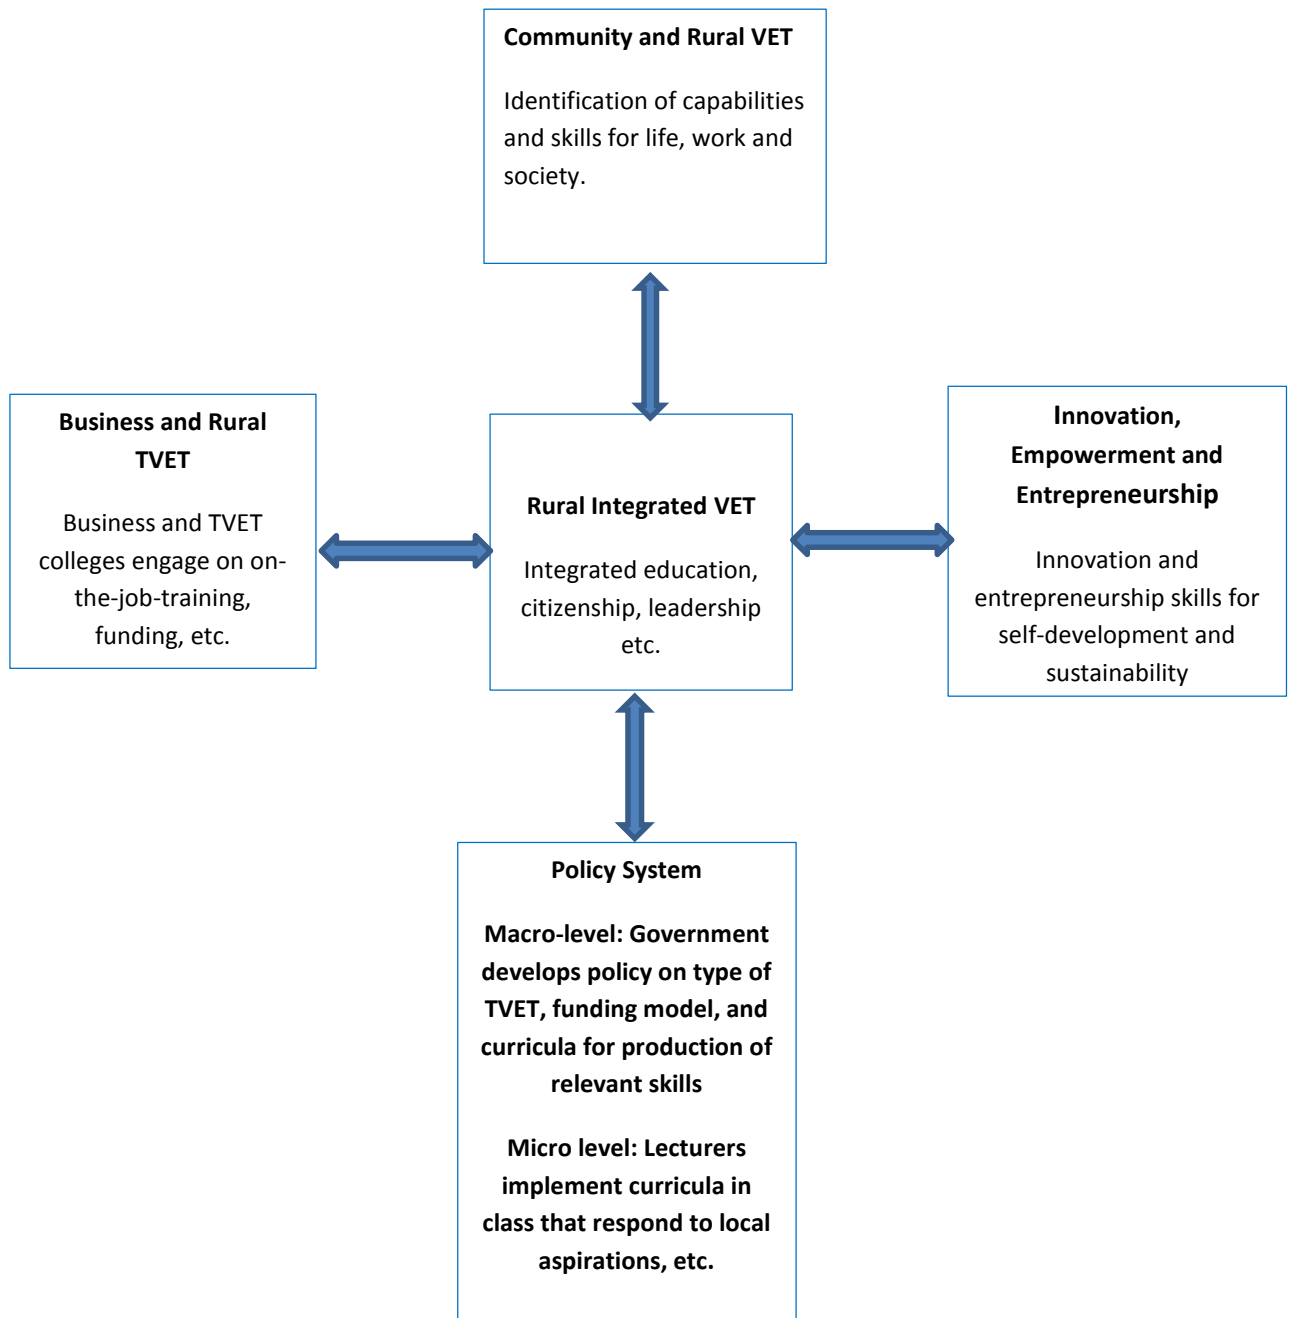 Community and Rural VET
Identification of capabilities
and skills for life, work and
society.
Business and Rural
TVET
Business and TVET
colleges engage on on-
the-job-training,
funding, etc.
Rural Integrated VET
Integrated education,
citizenship, leadership
etc.
Innovation,
Empowerment and
Entrepreneurship
Innovation and
entrepreneurship skills for
self-development and
sustainability
Policy System
Macro-level: Government
develops policy on type of
TVET, funding model, and
curricula for production of
relevant skills
Micro level: Lecturers
implement curricula in
class that respond to local
aspirations, etc.